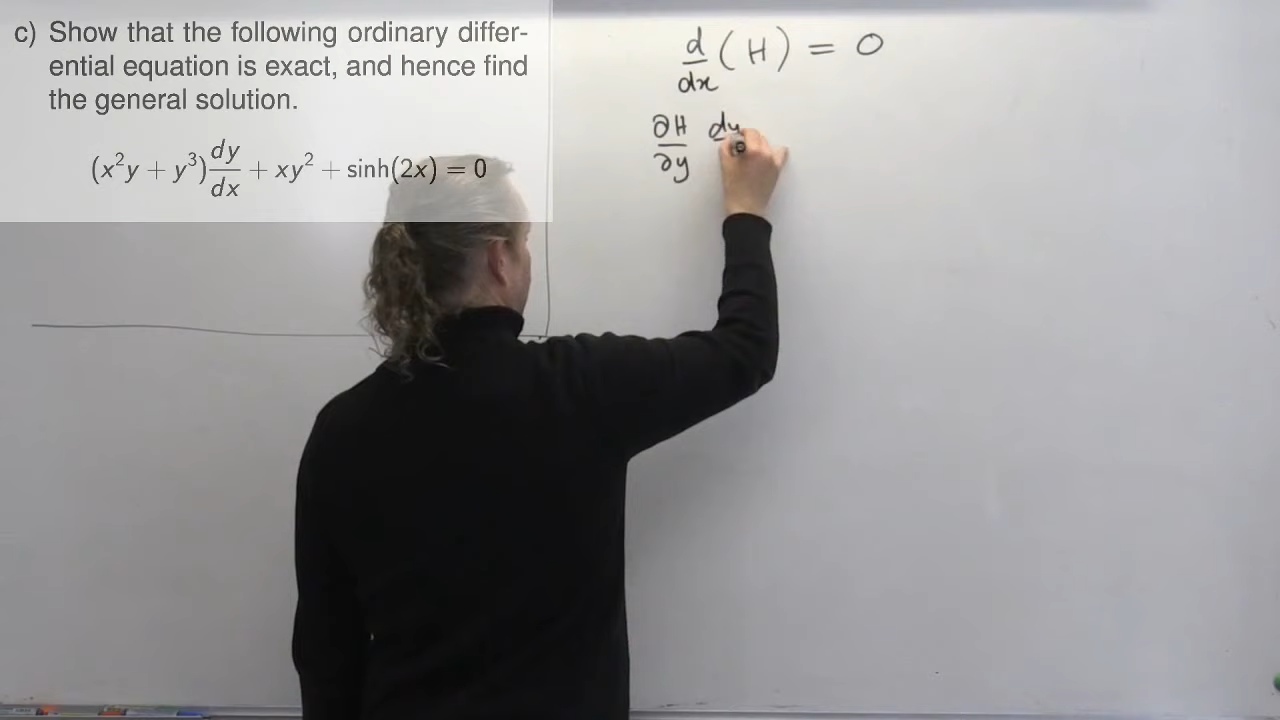 c) Show that the following ordinary differ-
ential equation is exact, and hence find
the general solution.
(x²y + y³) dy/dx + xy² + sinh(2x) = 0
d/dx (H) = 0
∂H/∂y dy